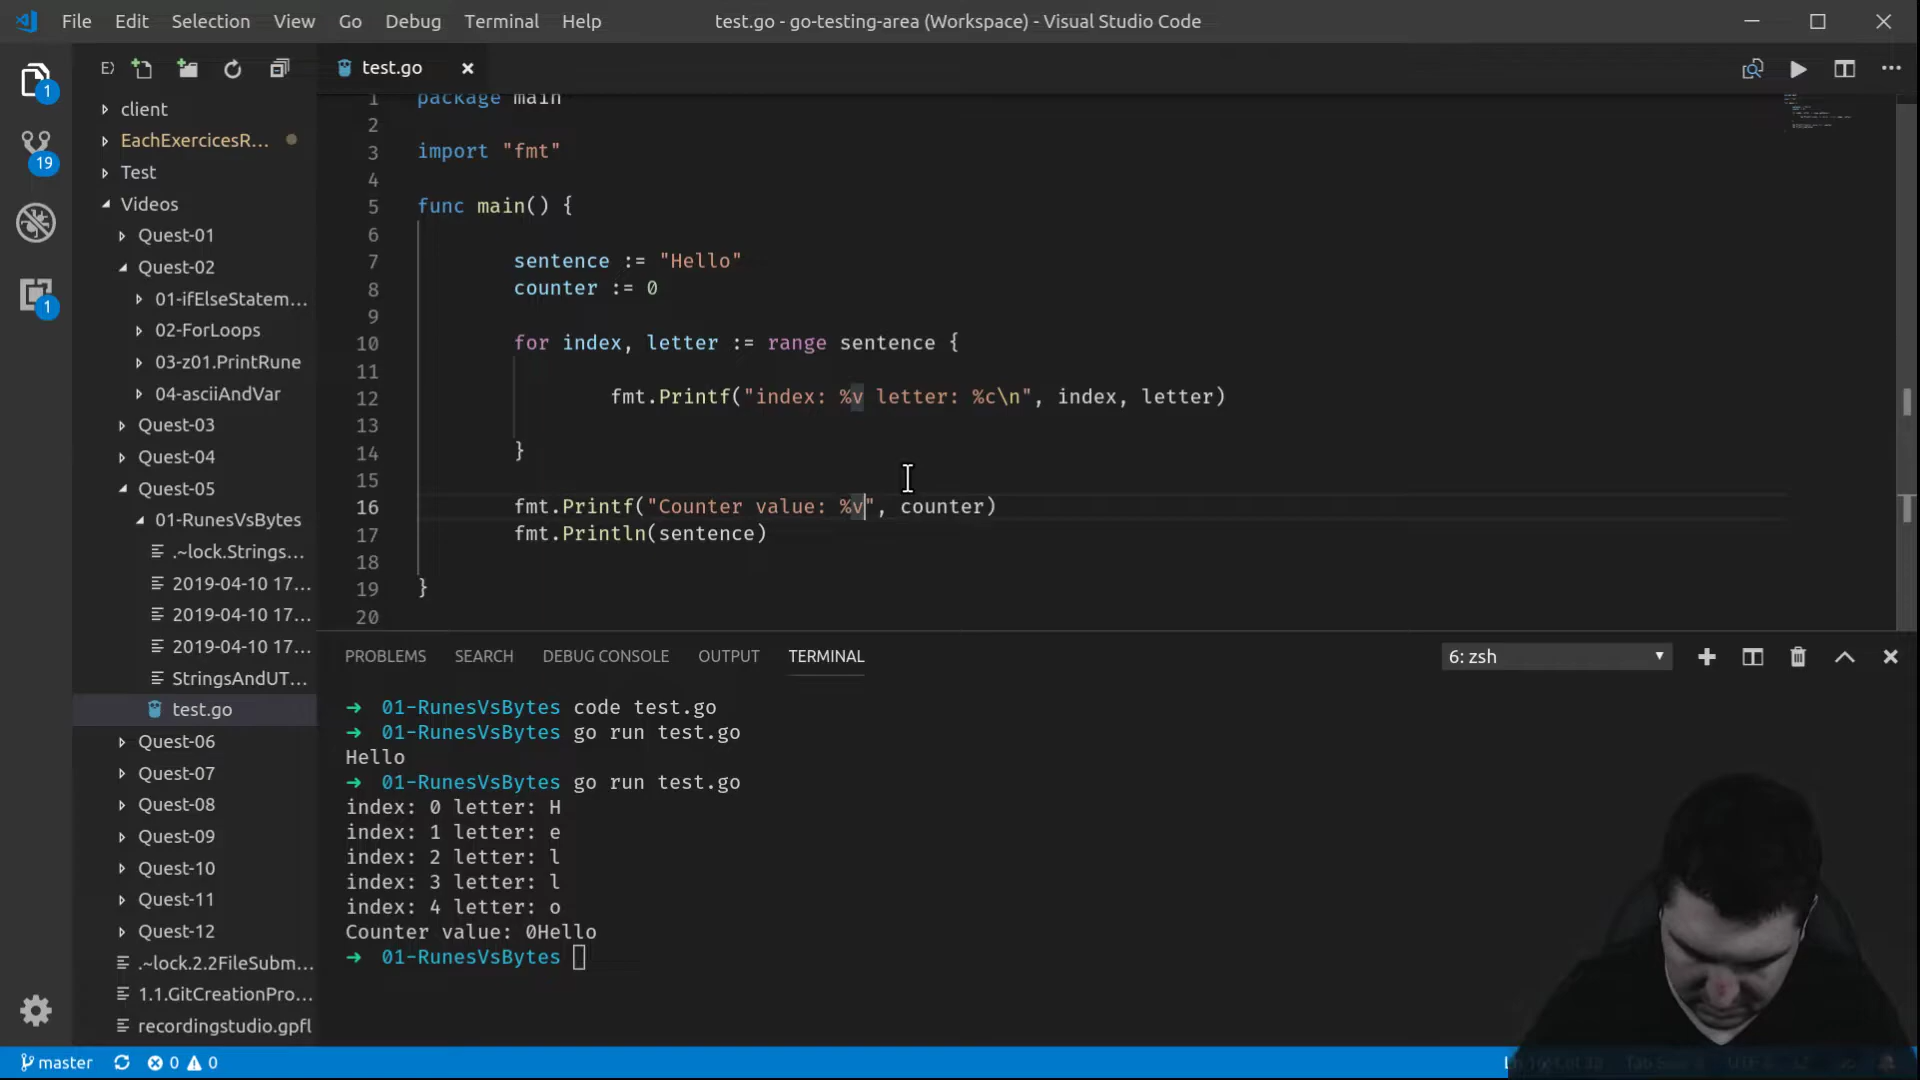 File Edit Selection View Go Debug Terminal Help test.go - go-testing-area (Workspace) - Visual Studio Code
test.go
1 package main
2
3 import "fmt"
4
5 func main() {
6
7 sentence := "Hello"
8 counter := 0
9
10 for index, letter := range sentence {
11
12 fmt.Printf("index: %v letter: %c\n", index, letter)
13
14 }
15
16 fmt.Printf("Counter value: %v", counter)
17 fmt.Println(sentence)
18
19 }
20
1
19
1
client
EachExercicesR...
Test
Videos
Quest-01
Quest-02
01-ifElseStatem...
02-ForLoops
03-z01.PrintRune
04-asciiAndVar
Quest-03
Quest-04
Quest-05
01-RunesVsBytes
.~lock.Strings...
2019-04-10 17...
2019-04-10 17...
2019-04-10 17...
StringsAndUT...
test.go
Quest-06
Quest-07
Quest-08
Quest-09
Quest-10
Quest-11
Quest-12
.~lock.2.2FileSubm...
1.1.GitCreationPro...
recordingstudio.gpfl
PROBLEMS SEARCH DEBUG CONSOLE OUTPUT TERMINAL 6: zsh
➜ 01-RunesVsBytes code test.go
➜ 01-RunesVsBytes go run test.go
Hello
➜ 01-RunesVsBytes go run test.go
index: 0 letter: H
index: 1 letter: e
index: 2 letter: l
index: 3 letter: l
index: 4 letter: o
Counter value: 0Hello
➜ 01-RunesVsBytes
master 0 0